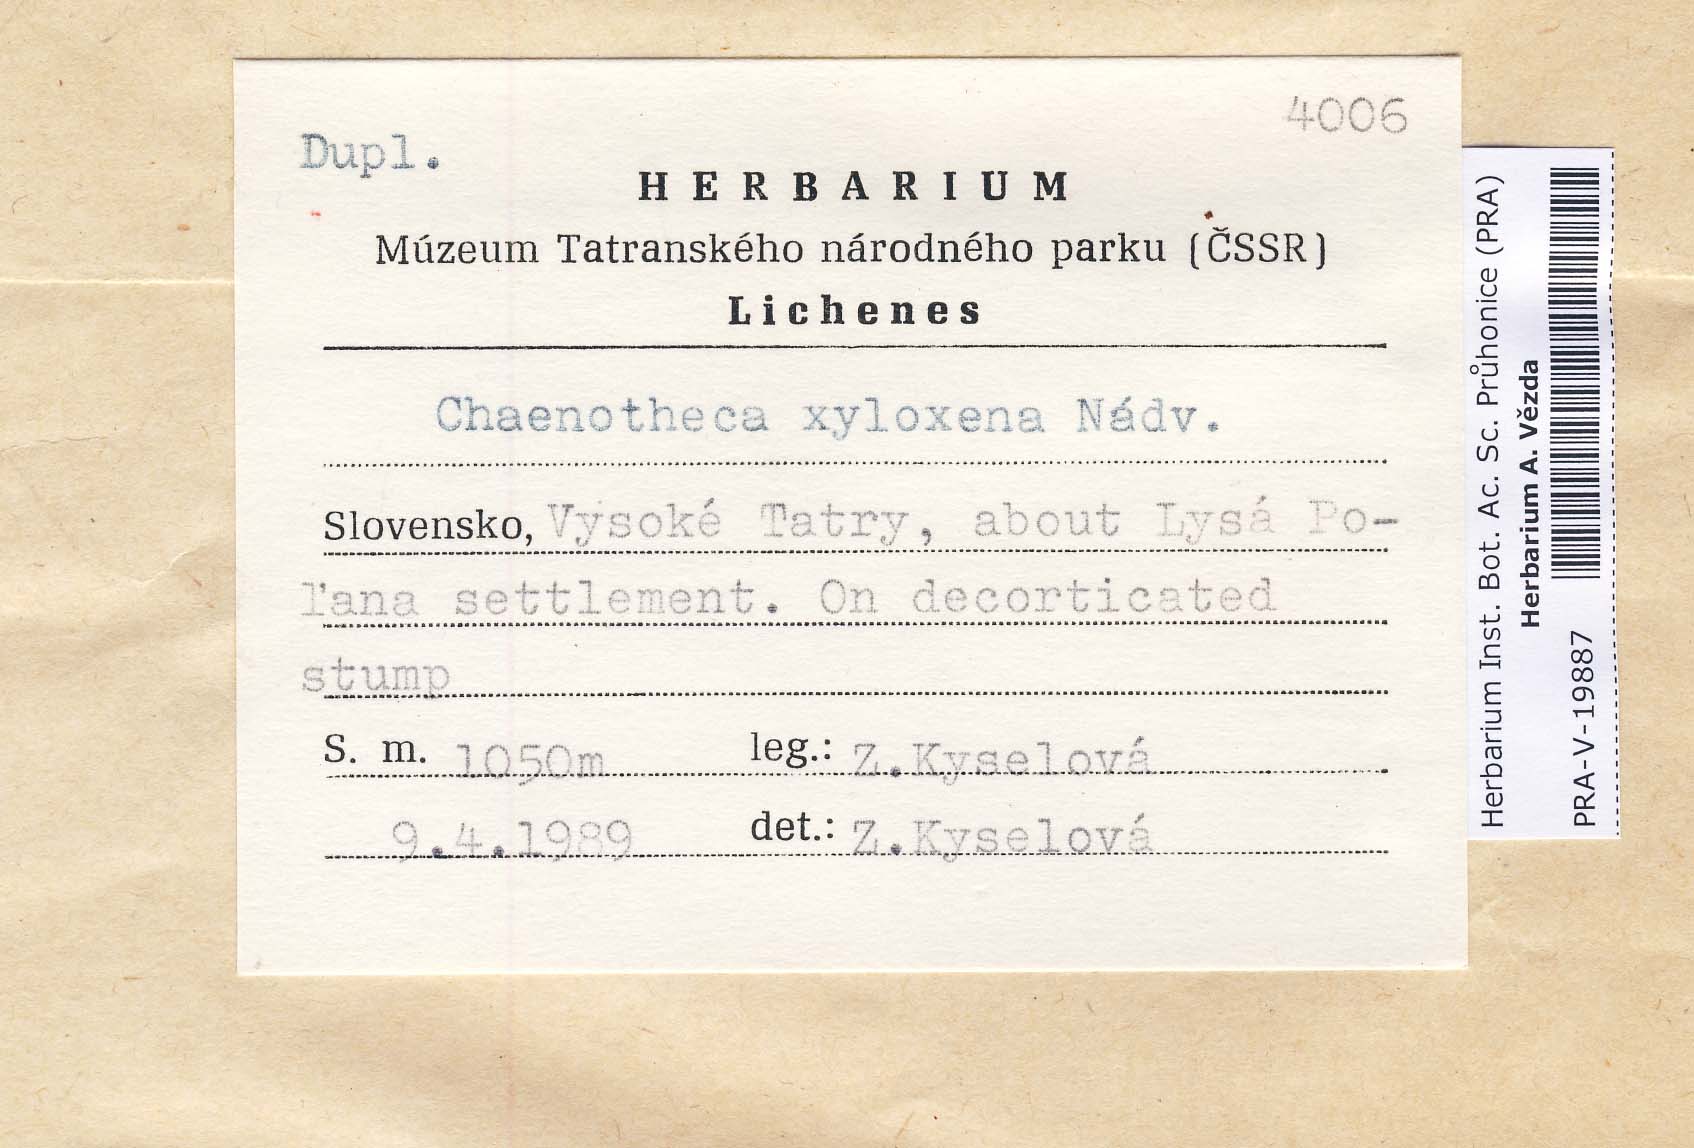 4006
Dupl.
HERBARIUM
Múzeum Tatranského národného parku (ČSSR)
Lichenes
Chaenotheca xyloxena Nádv.
Slovensko, Vysoké Tatry, about Lysá Po-
ľana settlement. On decorticated
stump
S. m. 1050m leg.: Z.Kyselová
9.4.1989 det.: Z.Kyselová
Herbarium Inst. Bot. Ac. Sc. Průhonice (PRA)
Herbarium A. Vězda
PRA-V-19887